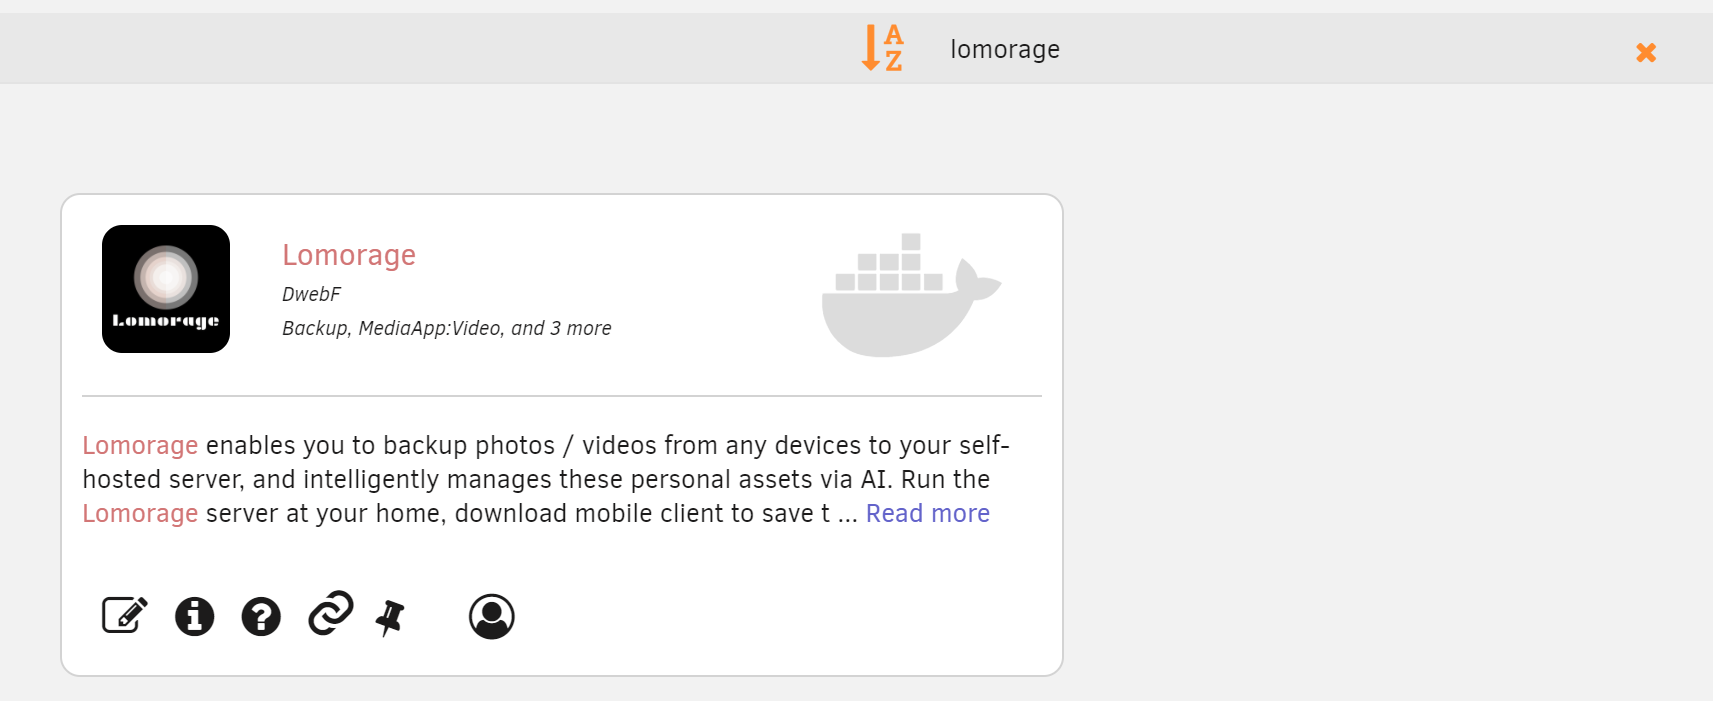 A
Z
lomorage
Lomorage
Lomorage
DwebF
Backup, MediaApp:Video, and 3 more
Lomorage enables you to backup photos / videos from any devices to your self-
hosted server, and intelligently manages these personal assets via AI. Run the
Lomorage server at your home, download mobile client to save t ... Read more